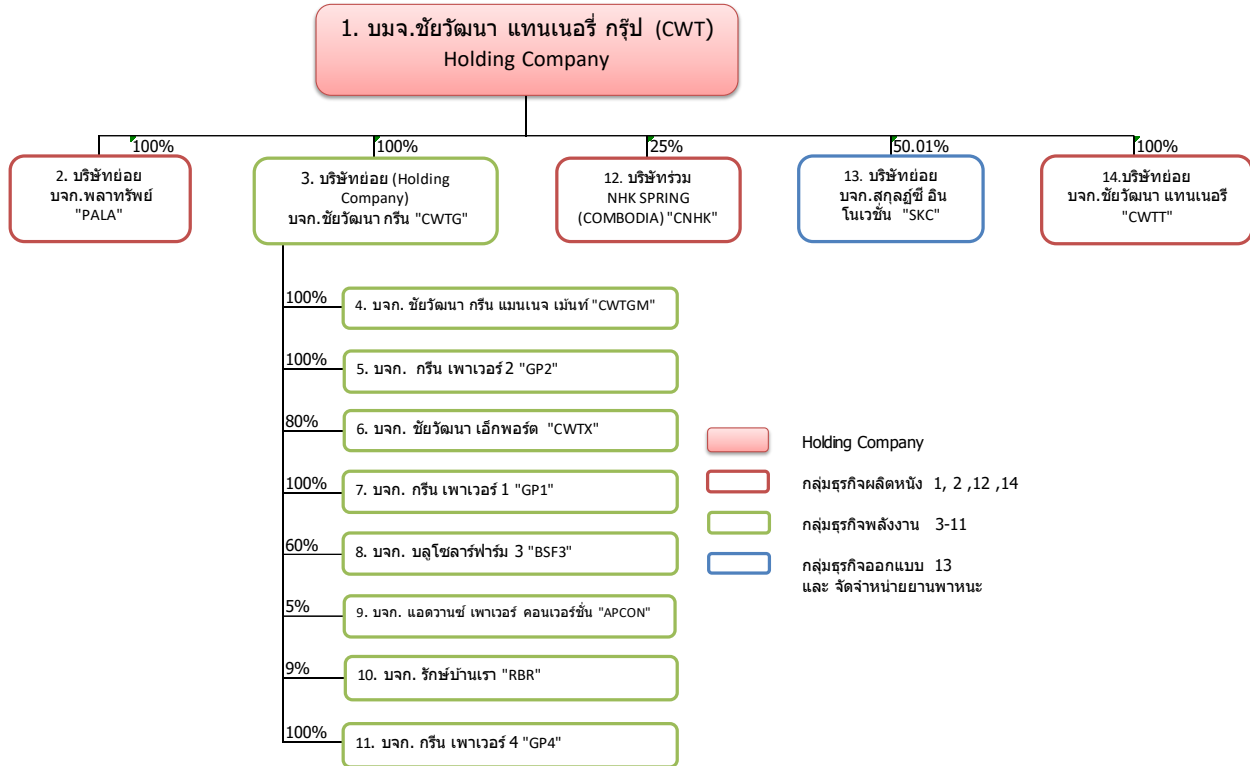 1. บมจ.ชัยวัฒนา แทนเนอรี่ กรุ๊ป (CWT)
Holding Company
100%
100%
25%
50.01%
100%
2. บริษัทย่อย
บจก.พลาทรัพย์
"PALA"
3. บริษัทย่อย (Holding
Company)
บจก.ชัยวัฒนา กรีน "CWTG"
12. บริษัทร่วม
NHK SPRING
(COMBODIA) "CNHK"
13. บริษัทย่อย
บจก.สกุลฎ์ซี อิน
โนเวชั่น "SKC"
14.บริษัทย่อย
บจก.ชัยวัฒนา แทนเนอรี
"CWTT"
100%
4. บจก. ชัยวัฒนา กรีน แมนเนจ เม้นท์ "CWTGM"
100%
5. บจก. กรีน เพาเวอร์ 2 "GP2"
80%
6. บจก. ชัยวัฒนา เอ็กพอร์ต "CWTX"
100%
7. บจก. กรีน เพาเวอร์ 1 "GP1"
60%
8. บจก. บลูโซลาร์ฟาร์ม 3 "BSF3"
5%
9. บจก. แอดวานซ์ เพาเวอร์ คอนเวอร์ชั่น "APCON"
9%
10. บจก. รักษ์บ้านเรา "RBR"
100%
11. บจก. กรีน เพาเวอร์ 4 "GP4"
Holding Company
กลุ่มธุรกิจผลิตหนัง 1, 2 ,12 ,14
กลุ่มธุรกิจพลังงาน 3-11
กลุ่มธุรกิจออกแบบ 13
และ จัดจำหน่ายยานพาหนะ